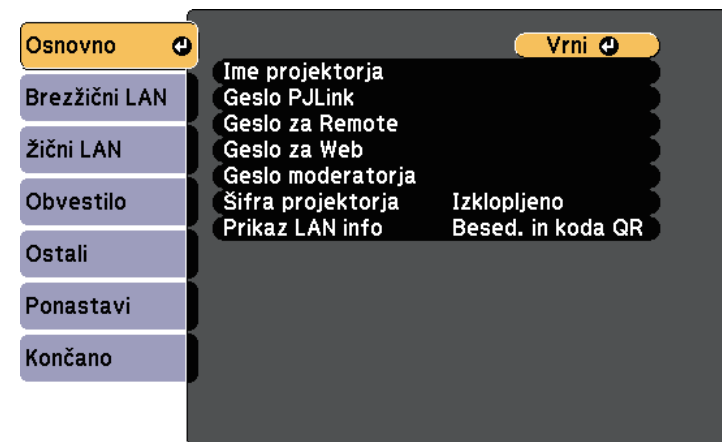 Osnovno
Brezžični LAN
Žični LAN
Obvestilo
Ostali
Ponastavi
Končano
Vrni
Ime projektorja
Geslo PJLink
Geslo za Remote
Geslo za Web
Geslo moderatorja
Šifra projektorja Izklopljeno
Prikaz LAN info Besed. in koda QR